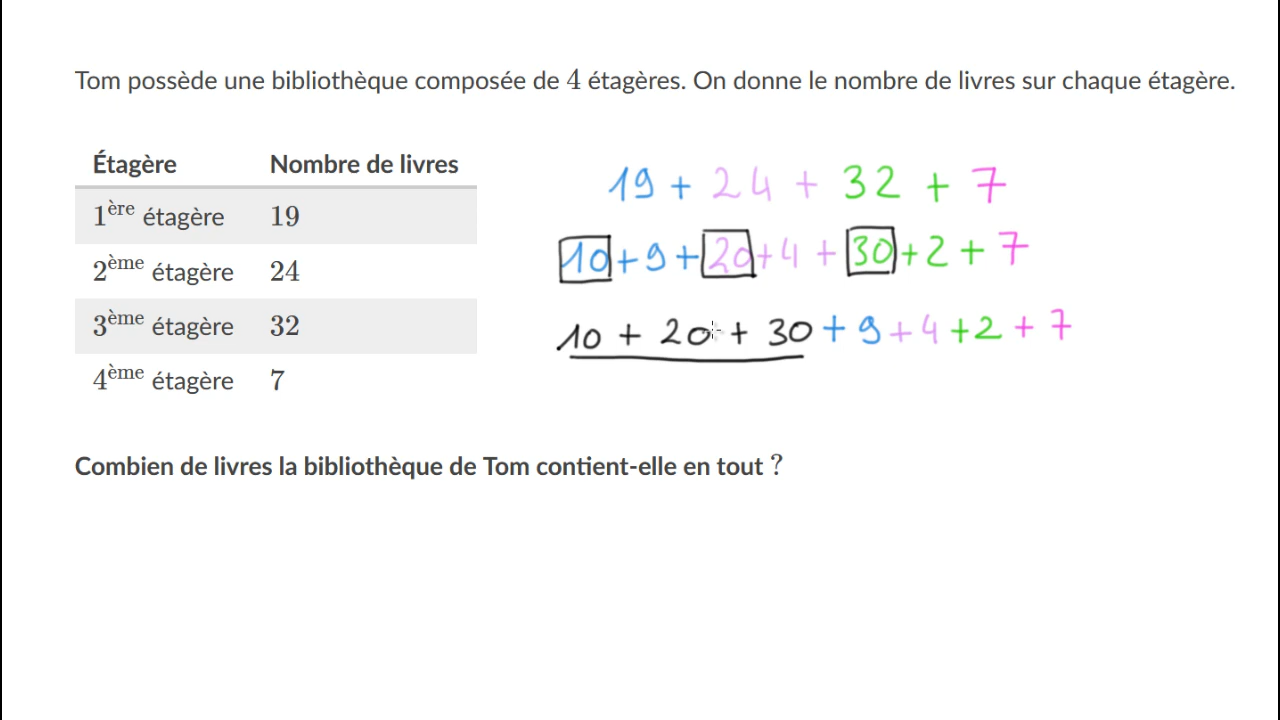 Tom possède une bibliothèque composée de 4 étagères. On donne le nombre de livres sur chaque étagère.
Étagère Nombre de livres
1ère étagère 19
2ème étagère 24
3ème étagère 32
4ème étagère 7
19 + 24 + 32 + 7
10 + 9 + 20 + 4 + 30 + 2 + 7
10 + 20 + 30 + 9 + 4 + 2 + 7
Combien de livres la bibliothèque de Tom contient-elle en tout ?